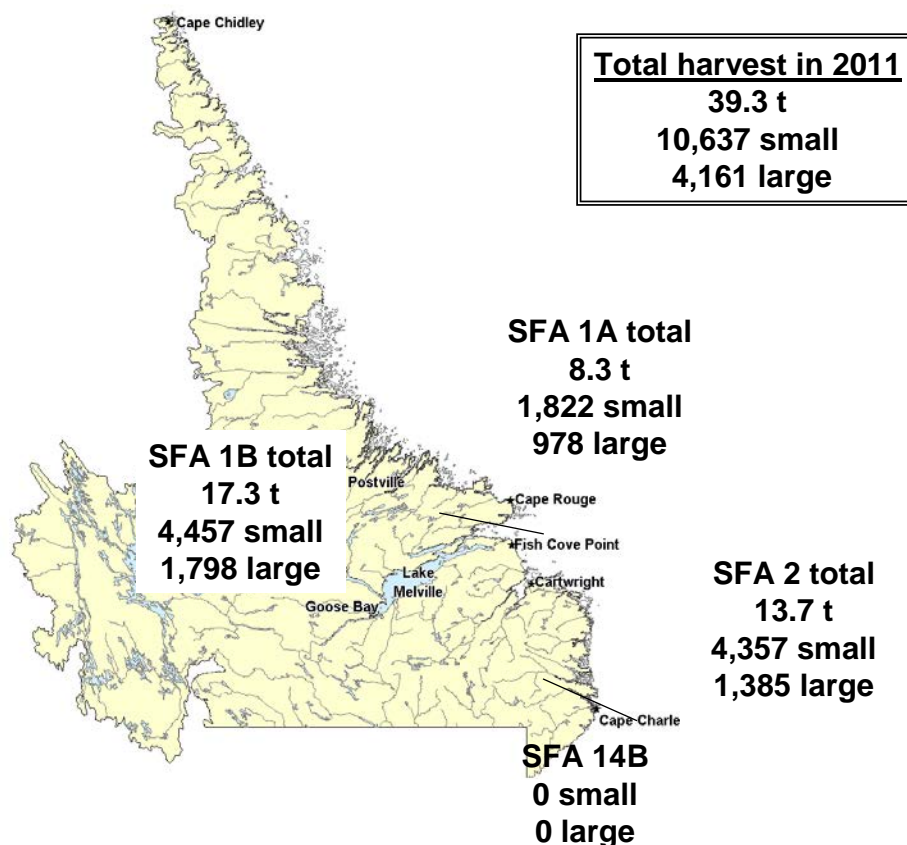 Cape Chidley
Total harvest in 2011
39.3 t
10,637 small
4,161 large
SFA 1A total
8.3 t
1,822 small
978 large
SFA 1B total
17.3 t
4,457 small
1,798 large
Postville
Cape Rouge
Fish Cove Point
Lake
Melville
Cartwright
Goose Bay
SFA 2 total
13.7 t
4,357 small
1,385 large
Cape Charle
SFA 14B
0 small
0 large